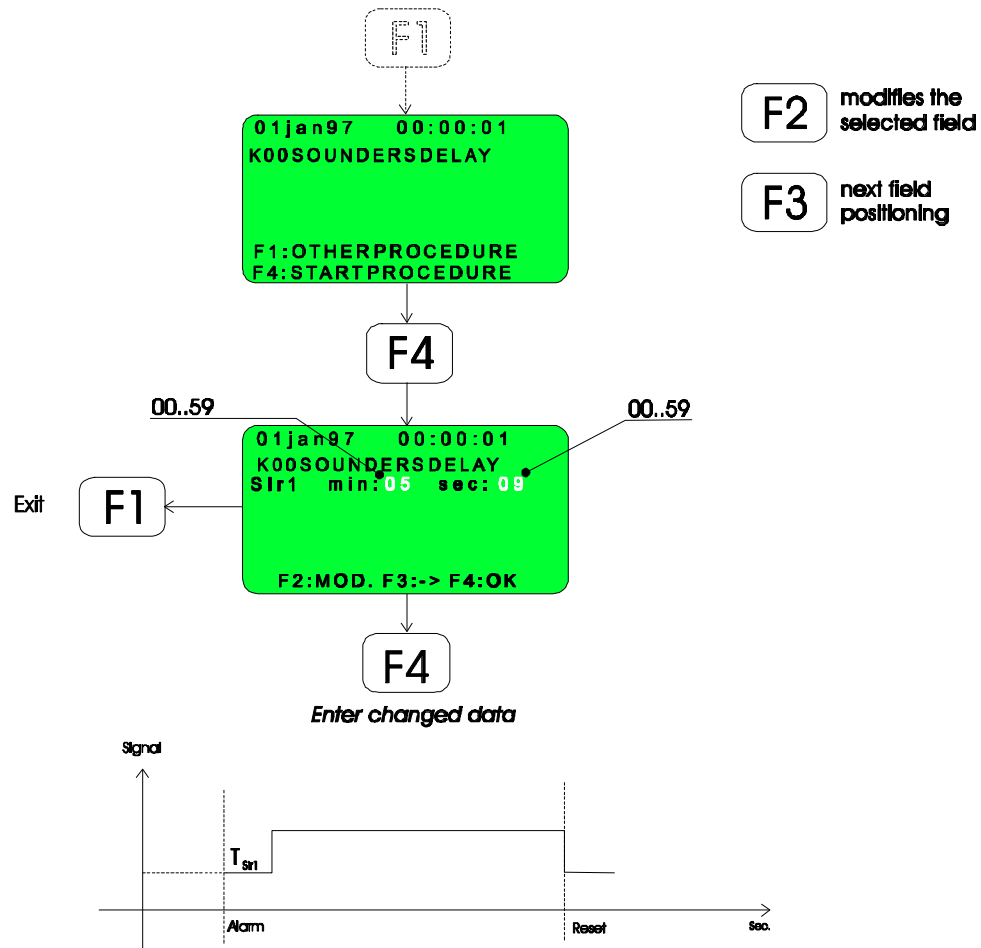 F1
01jan97 00:00:01
K00SOUNDERSDELAY
F1:OTHERPROCEDURE
F4:STARTPROCEDURE
F2
modifies the
selected field
F3
next field
positioning
F4
00..59
00..59
01jan97 00:00:01
K00SOUNDERSDELAY
Sir1 min:05 sec:09
F2:MOD. F3:-> F4:OK
Exit
F1
F4
Enter changed data
Signal
T Sir1
Alarm
Reset
Sec.